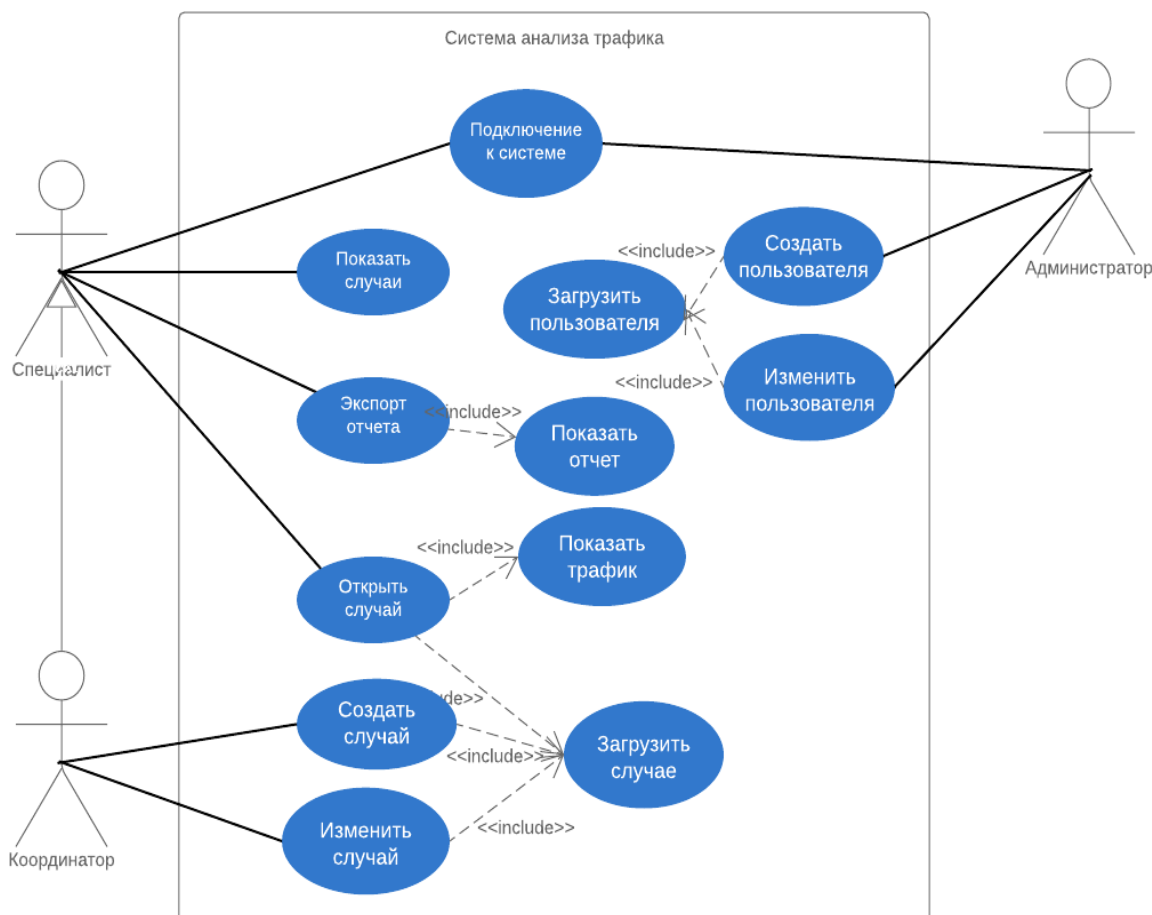 Система анализа трафика
Подключение
к системе
Показать
случаи
<<include>>
Создать
пользователя
Администратор
Загрузить
пользователя
Специалист
<<include>>
Изменить
пользователя
Экспорт
отчета
<<include>>
Показать
отчет
<<include>>
Показать
трафик
Открыть
случай
Создать
случай
ude>>
<<include>>
Загрузить
случае
Изменить
случай
<<include>>
Координатор